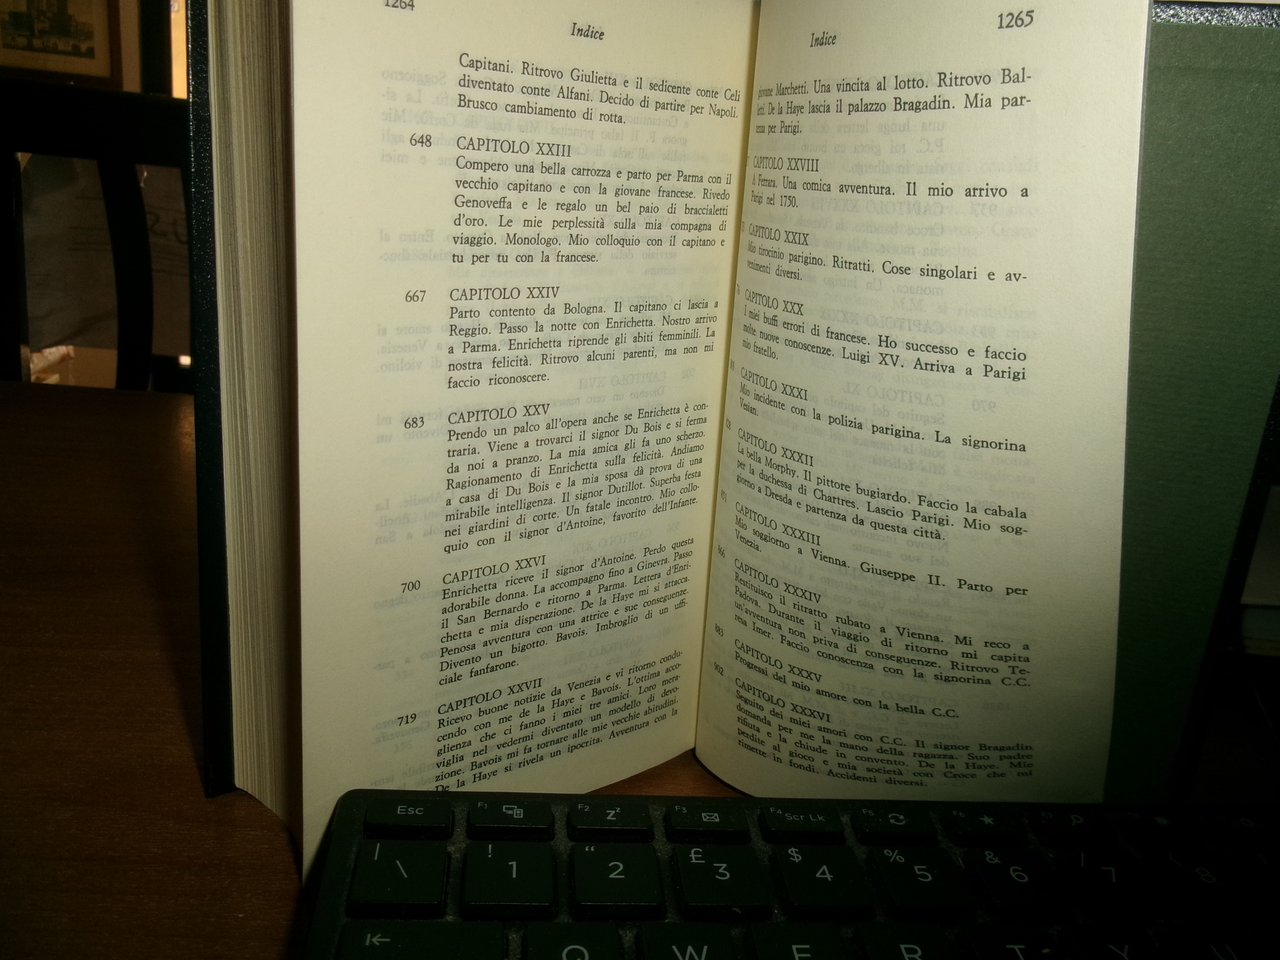 1264
Indice
Capitani. Ritrovo Giulietta e il sedicente conte Celi
diventato conte Alfani. Decido di partire per Napoli.
Brusco cambiamento di rotta.
648 CAPITOLO XXIII
Compero una bella carrozza e parto per Parma con il
vecchio capitano e con la giovane francese. Rivedo
Genoveffa e le regalo un bel paio di braccialetti
d'oro. Le mie perplessità sulla mia compagna di
viaggio. Monologo. Mio colloquio con il capitano e
tu per tu con la francese.
667 CAPITOLO XXIV
Parto contento da Bologna. Il capitano ci lascia a
Reggio. Passo la notte con Enrichetta. Nostro arrivo
a Parma. Enrichetta riprende gli abiti femminili. La
nostra felicità. Ritrovo alcuni parenti, ma non mi
faccio riconoscere.
683 CAPITOLO XXV
Prendo un palco all'opera anche se Enrichetta è con-
traria. Viene a trovarci il signor Du Bois e si ferma
da noi a pranzo. La mia amica gli fa uno scherzo.
Ragionamento di Enrichetta sulla felicità. Andiamo
a casa di Du Bois e la mia sposa dà prova di una
mirabile intelligenza. Il signor Dutillot. Superba festa
nei giardini di corte. Un fatale incontro. Mio collo-
quio con il signor d'Antoine, favorito dell'Infante.
700 CAPITOLO XXVI
Enrichetta riceve il signor d'Antoine. Perdo questa
adorabile donna. La accompagno fino a Ginevra. Passo
il San Bernardo e ritorno a Parma. Lettera d'Enri-
chetta e mia disperazione. De la Haye mi si attacca.
Penosa avventura con una attrice e sue conseguenze.
Divento un bigotto. Bavois. Imbroglio di un uffi-
ciale fanfarone.
719 CAPITOLO XXVII
Ricevo buone notizie da Venezia e vi ritorno condu-
cendo con me de la Haye e Bavois. L'ottima acco-
glienza che ci fanno i miei tre amici. Loro mera-
viglia nel vedermi diventato un modello di devo-
zione. Bavois mi fa tornare alle mie vecchie abitudini.
De la Haye si rivela un ipocrita. Avventura con la
1265
Indice
giovane Marchetti. Una vincita al lotto. Ritrovo Bal-
letti. De la Haye lascia il palazzo Bragadin. Mia par-
tenza per Parigi.
CAPITOLO XXVIII
A Ferrara. Una comica avventura. Il mio arrivo a
Parigi nel 1750.
CAPITOLO XXIX
Mio tirocinio parigino. Ritratti. Cose singolari e av-
venimenti diversi.
CAPITOLO XXX
I miei buffi errori di francese. Ho successo e faccio
molte nuove conoscenze. Luigi XV. Arriva a Parigi
mio fratello.
CAPITOLO XXXI
Mio incidente con la polizia parigina. La signorina
Vesian.
CAPITOLO XXXII
La bella Morphy. Il pittore bugiardo. Faccio la cabala
per la duchessa di Chartres. Lascio Parigi. Mio sog-
giorno a Dresda e partenza da questa città.
CAPITOLO XXXIII
Mio soggiorno a Vienna. Giuseppe II. Parto per
Venezia.
866 CAPITOLO XXXIV
Restituisco il ritratto rubato a Vienna. Mi reco a
Padova. Durante il viaggio di ritorno mi capita
un'avventura non priva di conseguenze. Ritrovo Te-
resa Imer. Faccio conoscenza con la signorina C.C.
883 CAPITOLO XXXV
Progressi del mio amore con la bella C.C.
902 CAPITOLO XXXVI
Seguito dei miei amori con C.C. Il signor Bragadin
domanda per me la mano della ragazza. Suo padre
rifiuta e la chiude in convento. De la Haye. Mie
perdite al gioco e mia società con Croce che mi
rimette in fondi. Accidenti diversi.
Esc F1 F2 F3 F4 Scr Lk F5 F6
| \ ! 1 “ 2 £ 3 $ 4 % 5 & 6 / 7 8
Q W E R T Y U